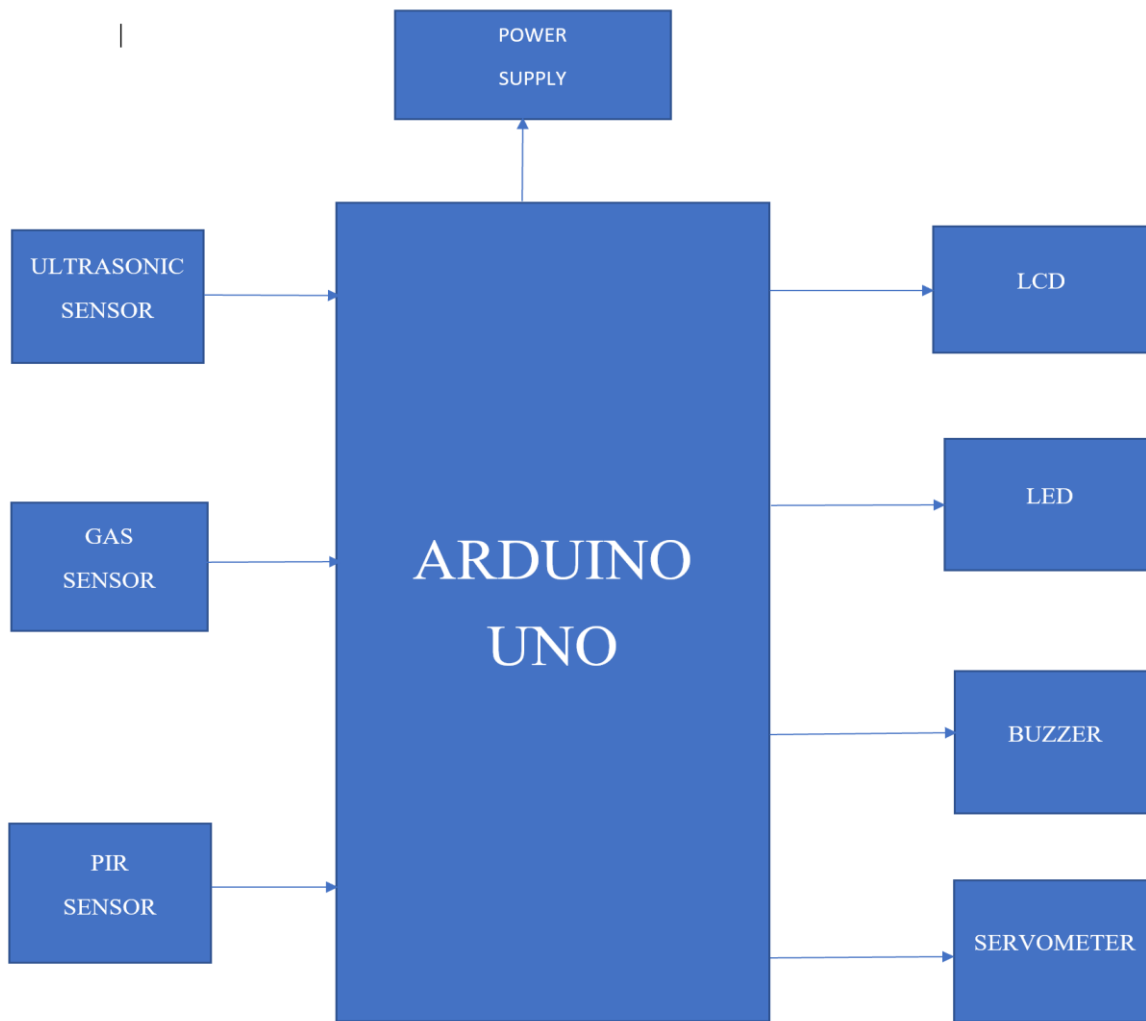 POWER
SUPPLY
ULTRASONIC
SENSOR
LCD
GAS
SENSOR
LED
ARDUINO
UNO
BUZZER
PIR
SENSOR
SERVOMETER